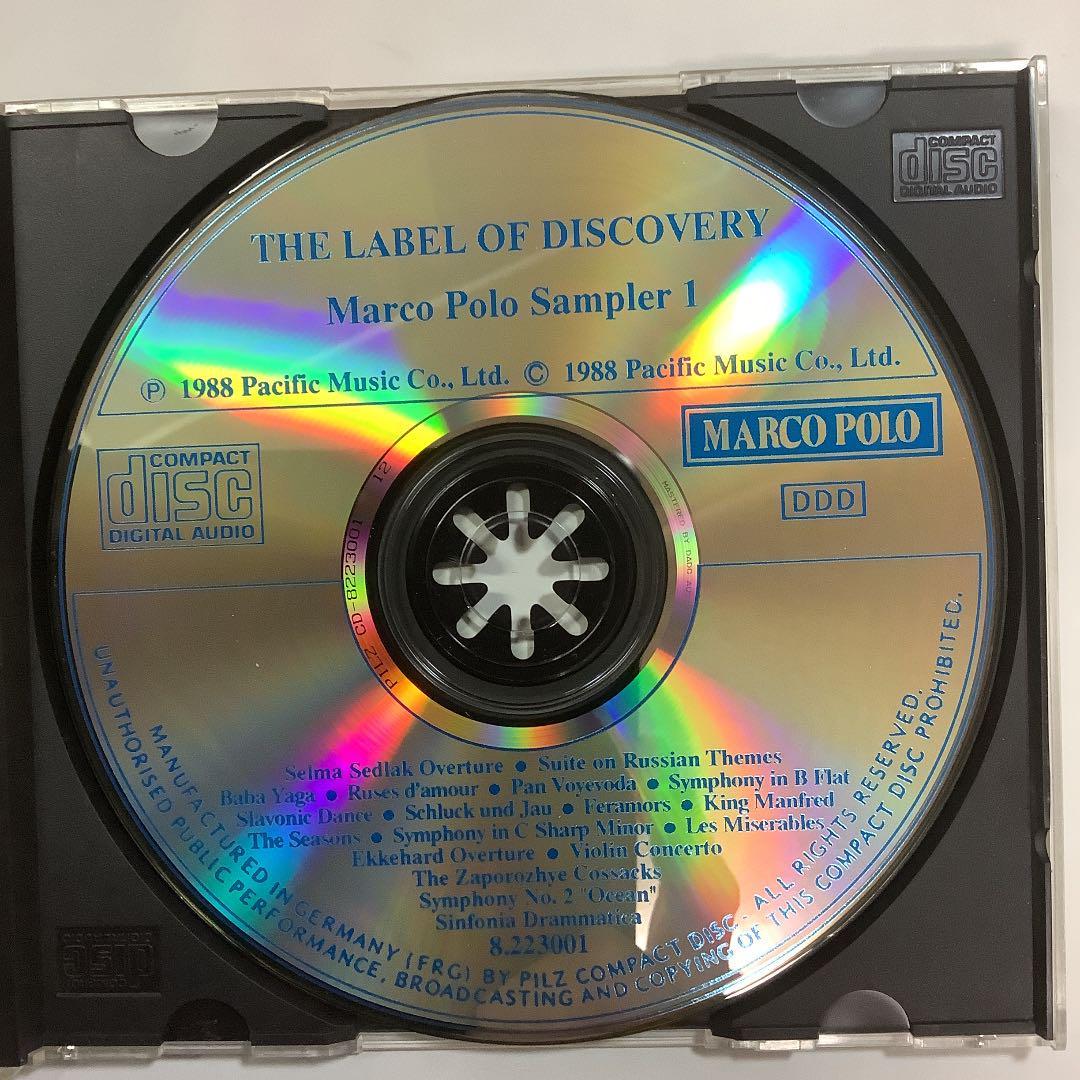 COMPACT
disc
DIGITAL AUDIO
THE LABEL OF DISCOVERY
Marco Polo Sampler 1
Ⓟ 1988 Pacific Music Co., Ltd. © 1988 Pacific Music Co., Ltd.
MARCO POLO
DDD
COMPACT
disc
DIGITAL AUDIO
PILZ CD-8223001 12
MASTERED BY DADC AU
Selma Sedlak Overture • Suite on Russian Themes
Baba Yaga • Ruses d'amour • Pan Voyevoda • Symphony in B Flat
Slavonic Dance • Schluck und Jau • Feramors • King Manfred
The Seasons • Symphony in C Sharp Minor • Les Miserables
Ekkehard Overture • Violin Concerto
The Zaporozhye Cossacks
Symphony No. 2 "Ocean"
Sinfonia Drammatica
8.223001
MANUFACTURED IN GERMANY (FRG) BY PILZ COMPACT DISC - ALL RIGHTS RESERVED.
UNAUTHORISED PUBLIC PERFORMANCE, BROADCASTING AND COPYING OF THIS COMPACT DISC PROHIBITED.